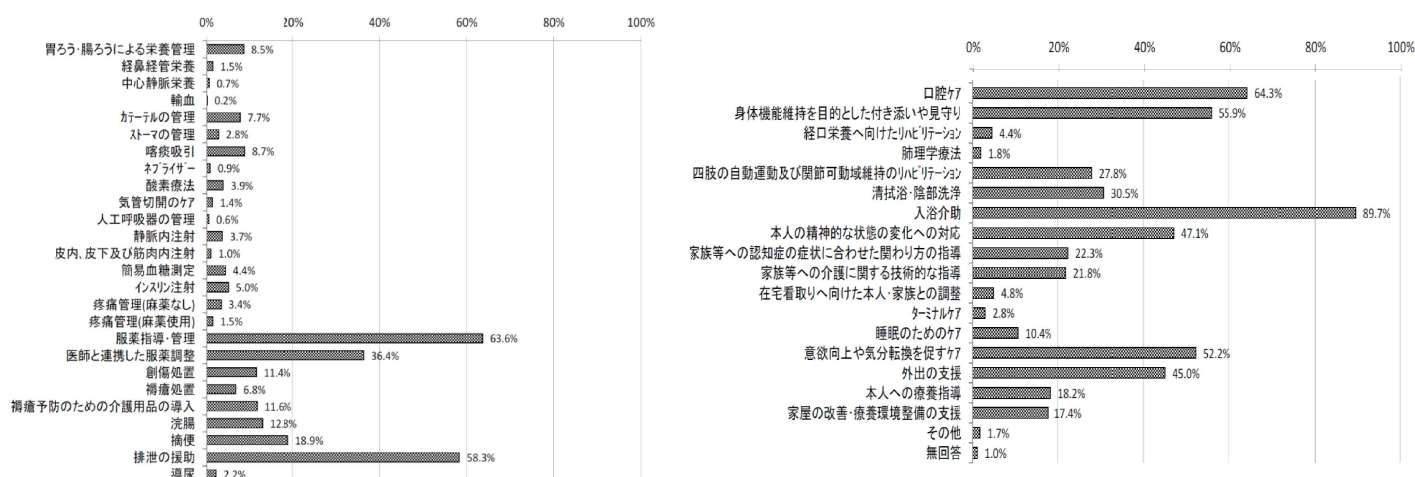 0% 20% 40% 60% 80% 100%
胃ろう・腸ろうによる栄養管理 8.5%
経鼻経管栄養 1.5%
中心静脈栄養 0.7%
輸血 0.2%
ｶﾃｰﾃﾙの管理 7.7%
ｽﾄｰﾏの管理 2.8%
喀痰吸引 8.7%
ﾈﾌﾞﾗｲｻﾞｰ 0.9%
酸素療法 3.9%
気管切開のケア 1.4%
人工呼吸器の管理 0.6%
静脈内注射 3.7%
皮内、皮下及び筋肉内注射 1.0%
簡易血糖測定 4.4%
ｲﾝｽﾘﾝ注射 5.0%
疼痛管理(麻薬なし) 3.4%
疼痛管理(麻薬使用) 1.5%
服薬指導・管理 63.6%
医師と連携した服薬調整 36.4%
創傷処置 11.4%
褥瘡処置 6.8%
褥瘡予防のための介護用品の導入 11.6%
浣腸 12.8%
摘便 18.9%
排泄の援助 58.3%
導尿 2.2%
0% 20% 40% 60% 80% 100%
口腔ｹｱ 64.3%
身体機能維持を目的とした付き添いや見守り 55.9%
経口栄養へ向けたﾘﾊﾋﾞﾘﾃｰｼｮﾝ 4.4%
肺理学療法 1.8%
四肢の自動運動及び関節可動域維持のﾘﾊﾋﾞﾘﾃｰｼｮﾝ 27.8%
清拭浴・陰部洗浄 30.5%
入浴介助 89.7%
本人の精神的な状態の変化への対応 47.1%
家族等への認知症の症状に合わせた関わり方の指導 22.3%
家族等への介護に関する技術的な指導 21.8%
在宅看取りへ向けた本人・家族との調整 4.8%
ﾀｰﾐﾅﾙｹｱ 2.8%
睡眠のためのケア 10.4%
意欲向上や気分転換を促すケア 52.2%
外出の支援 45.0%
本人への療養指導 18.2%
家屋の改善・療養環境整備の支援 17.4%
その他 1.7%
無回答 1.0%